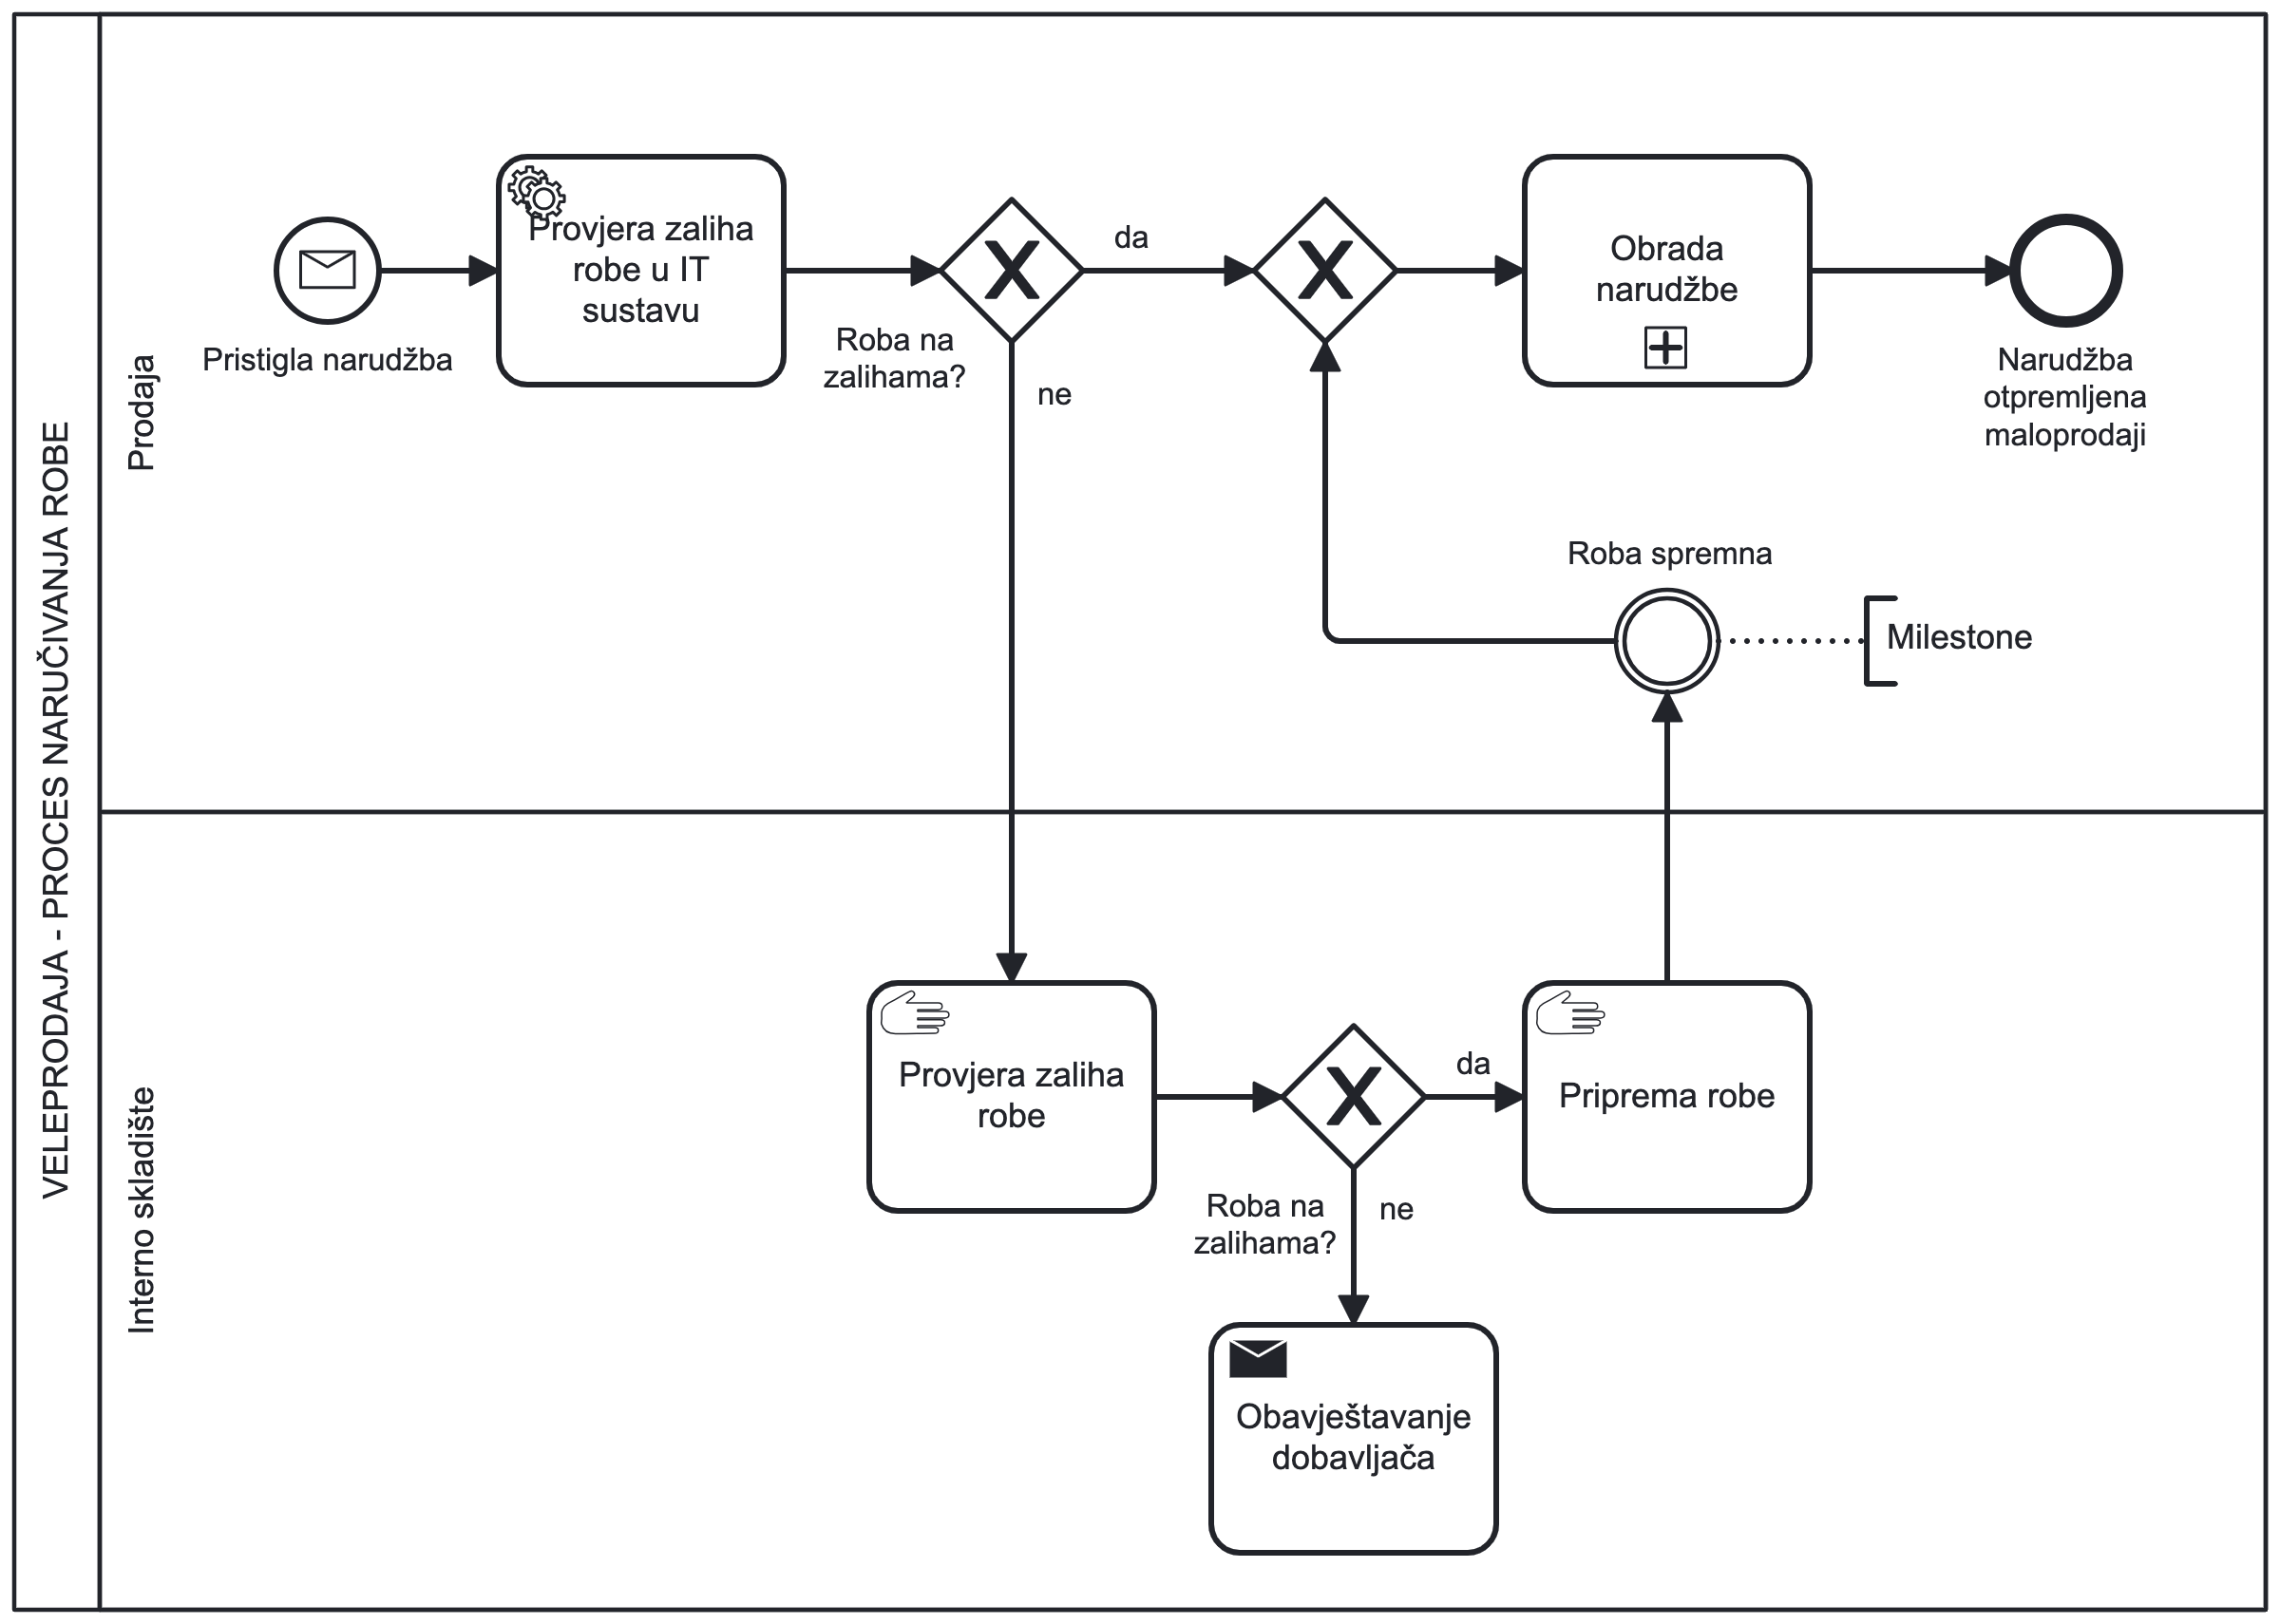 VELEPRODAJA - PROCES NARUČIVANJA ROBE
Prodaja
Pristigla narudžba
Provjera zaliha
robe u IT
sustavu
Roba na
zalihama?
da
ne
Obrada
narudžbe
Narudžba
otpremljena
maloprodaji
Roba spremna
Milestone
Interno skladište
Provjera zaliha
robe
Roba na
zalihama?
da
ne
Priprema robe
Obavještavanje
dobavljača